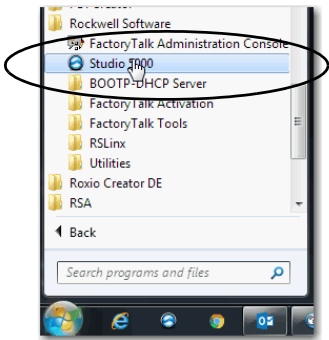 Rockwell Software
FactoryTalk Administration Console
Studio 5000
BOOTP-DHCP Server
FactoryTalk Activation
FactoryTalk Tools
RSLinx
Utilities
Roxio Creator DE
RSA
Back
Search programs and files